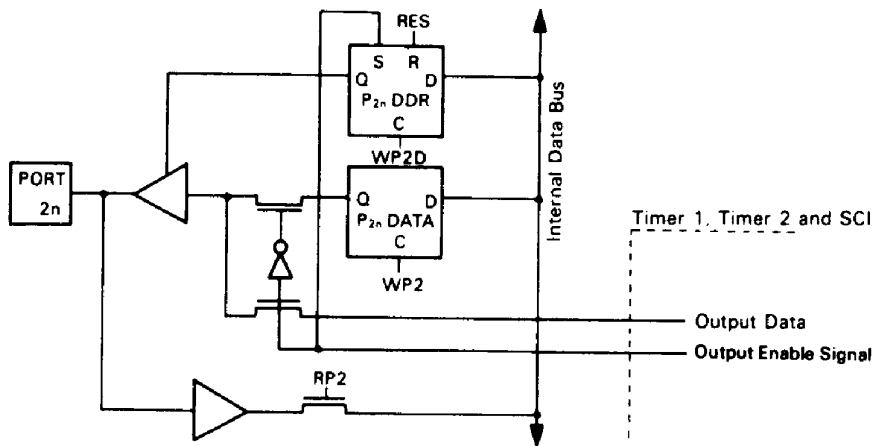 RES
S R
Q D
P2n DDR
C
WP2D
PORT
2n
Q D
P2n DATA
C
WP2
Internal Data Bus
Timer 1, Timer 2 and SCI
Output Data
Output Enable Signal
RP2